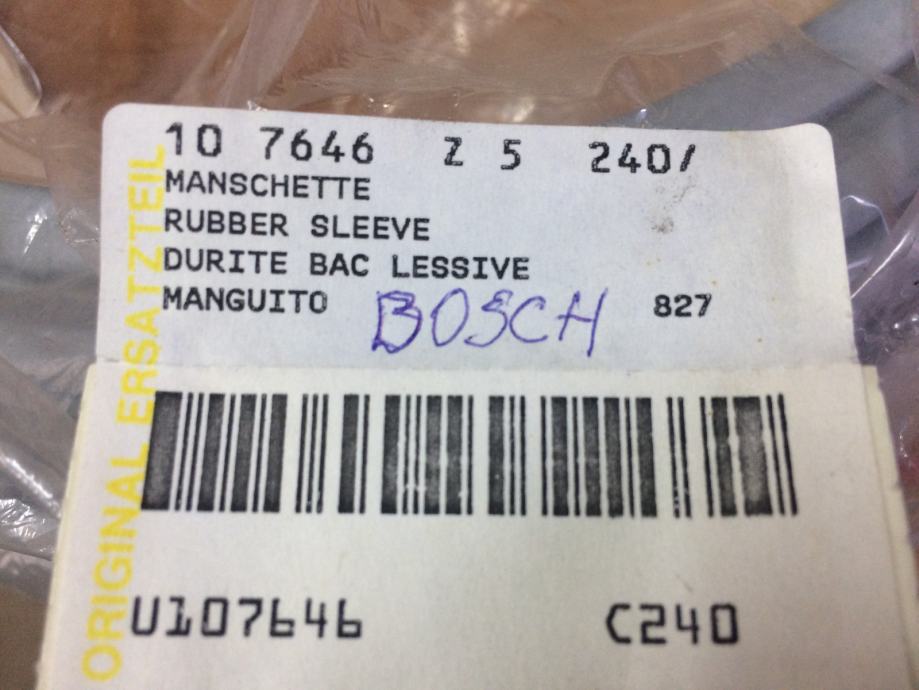 10 7646 Z 5 240/
MANSCHETTE
RUBBER SLEEVE
DURITE BAC LESSIVE
MANGUITO BOSCH 827
ORIGINAL ERSATZTEIL
U107646 C240